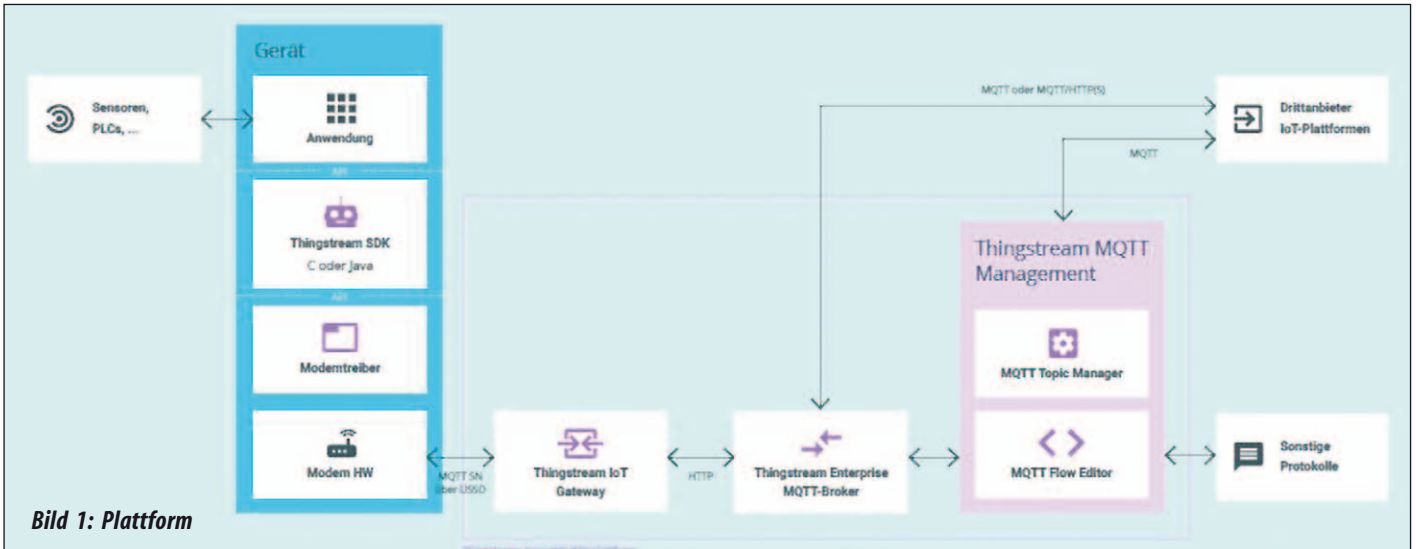 Gerät
Sensoren,
PLCs, ...
Anwendung
API
Thingstream SDK
C oder Java
API
Modemtreiber
Modem HW
MQTT SN
über USSD
Thingstream IoT
Gateway
HTTP
Thingstream Enterprise
MQTT-Broker
MQTT oder MQTT/HTTP(S)
MQTT
Drittanbieter
IoT-Plattformen
Thingstream MQTT
Management
MQTT Topic Manager
MQTT Flow Editor
Sonstige
Protokolle
Bild 1: Plattform